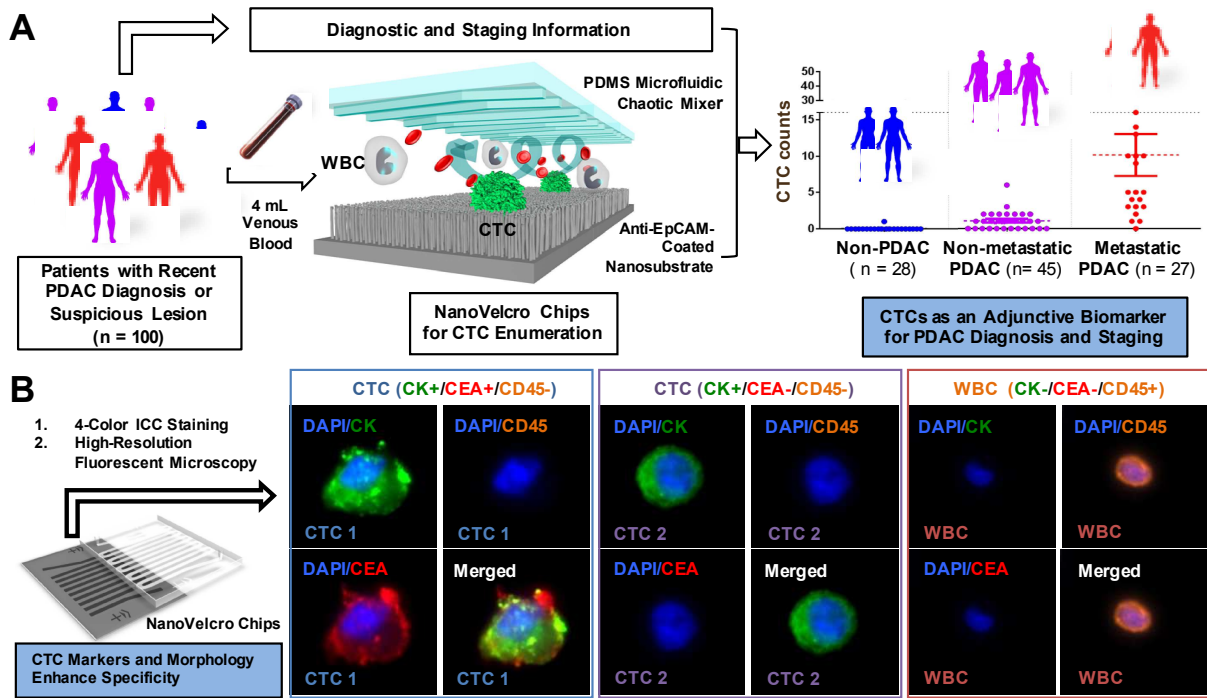 A
Diagnostic and Staging Information
PDMS Microfluidic
Chaotic Mixer
WBC
4 mL
Venous
Blood
CTC
Anti-EpCAM-
Coated
Nanosubstrate
Patients with Recent
PDAC Diagnosis or
Suspicious Lesion
(n = 100)
NanoVelcro Chips
for CTC Enumeration
CTC counts
50
40
30
15
10
5
0
Non-PDAC
( n = 28)
Non-metastatic
PDAC (n= 45)
Metastatic
PDAC (n = 27)
CTCs as an Adjunctive Biomarker
for PDAC Diagnosis and Staging
B
1. 4-Color ICC Staining
2. High-Resolution
Fluorescent Microscopy
NanoVelcro Chips
CTC Markers and Morphology
Enhance Specificity
CTC (CK+/CEA+/CD45-)
DAPI/CK
CTC 1
DAPI/CD45
CTC 1
DAPI/CEA
CTC 1
Merged
CTC 1
CTC (CK+/CEA-/CD45-)
DAPI/CK
CTC 2
DAPI/CD45
CTC 2
DAPI/CEA
CTC 2
Merged
CTC 2
WBC (CK-/CEA-/CD45+)
DAPI/CK
WBC
DAPI/CD45
WBC
DAPI/CEA
WBC
Merged
WBC